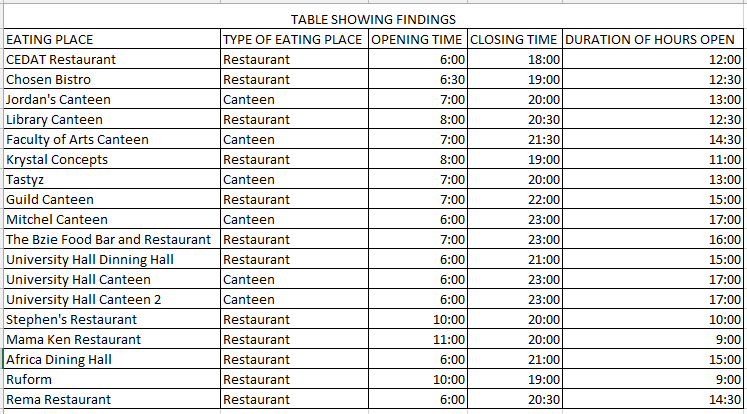 TABLE SHOWING FINDINGS
EATING PLACE TYPE OF EATING PLACE OPENING TIME CLOSING TIME DURATION OF HOURS OPEN
CEDAT Restaurant Restaurant 6:00 18:00 12:00
Chosen Bistro Restaurant 6:30 19:00 12:30
Jordan's Canteen Canteen 7:00 20:00 13:00
Library Canteen Restaurant 8:00 20:30 12:30
Faculty of Arts Canteen Canteen 7:00 21:30 14:30
Krystal Concepts Restaurant 8:00 19:00 11:00
Tastyz Canteen 7:00 20:00 13:00
Guild Canteen Restaurant 7:00 22:00 15:00
Mitchel Canteen Canteen 6:00 23:00 17:00
The Bzie Food Bar and Restaurant Restaurant 7:00 23:00 16:00
University Hall Dinning Hall Restaurant 6:00 21:00 15:00
University Hall Canteen Canteen 6:00 23:00 17:00
University Hall Canteen 2 Canteen 6:00 23:00 17:00
Stephen's Restaurant Restaurant 10:00 20:00 10:00
Mama Ken Restaurant Restaurant 11:00 20:00 9:00
Africa Dining Hall Restaurant 6:00 21:00 15:00
Ruform Restaurant 10:00 19:00 9:00
Rema Restaurant Restaurant 6:00 20:30 14:30